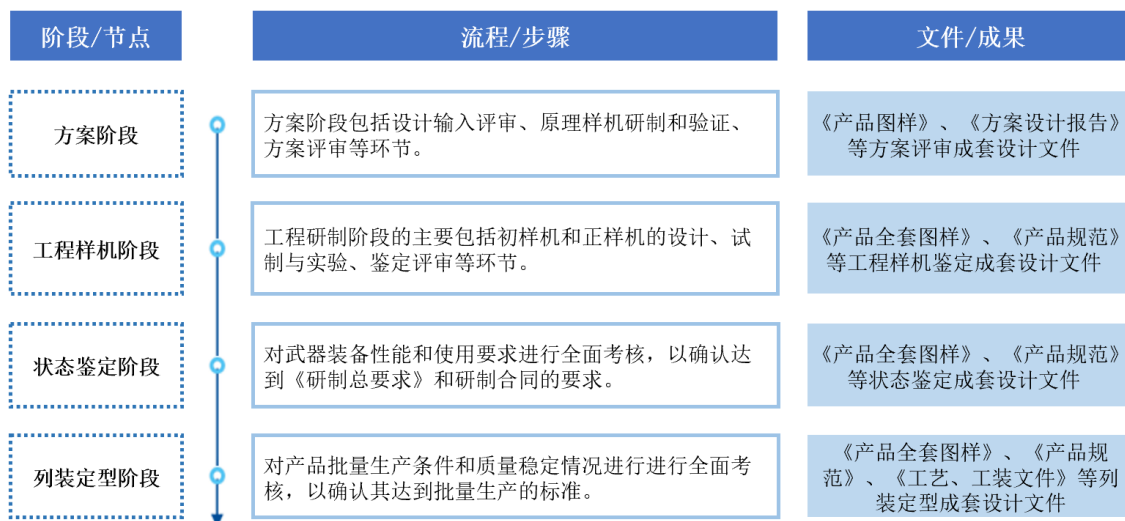 阶段/节点
流程/步骤
文件/成果
方案阶段
方案阶段包括设计输入评审、原理样机研制和验证、
方案评审等环节。
《产品图样》、《方案设计报告》
等方案评审成套设计文件
工程样机阶段
工程研制阶段的主要包括初样机和正样机的设计、试
制与实验、鉴定评审等环节。
《产品全套图样》、《产品规范》
等工程样机鉴定成套设计文件
状态鉴定阶段
对武器装备性能和使用要求进行全面考核，以确认达
到《研制总要求》和研制合同的要求。
《产品全套图样》、《产品规范》
等状态鉴定成套设计文件
列装定型阶段
对产品批量生产条件和质量稳定情况进行进行全面考
核，以确认其达到批量生产的标准。
《产品全套图样》、《产品规
范》、《工艺、工装文件》等列
装定型成套设计文件